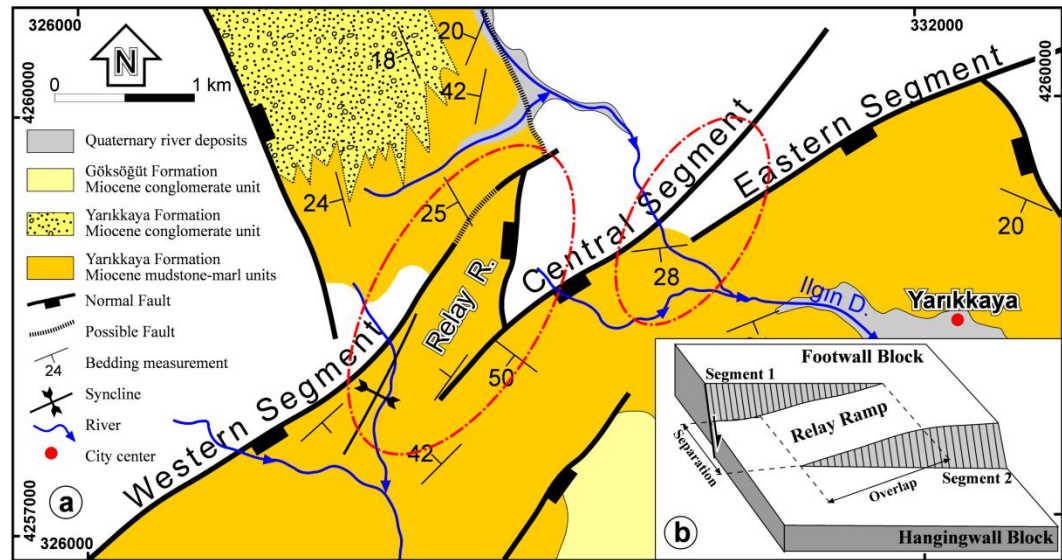 326000
332000
4260000
4260000
N
0
1 km
Quaternary river deposits
Göksöğüt Formation
Miocene conglomerate unit
Yarıkkaya Formation
Miocene conglomerate unit
Yarıkkaya Formation
Miocene mudstone-marl units
Normal Fault
Possible Fault
24
Bedding measurement
Syncline
River
City center
20
18
42
24
25
28
20
50
42
Western Segment
Relay R.
Central Segment
Eastern Segment
Ilgın D.
Yarıkkaya
a
4257000
326000
Footwall Block
Segment 1
Relay Ramp
Separation
Overlap
Segment 2
Hangingwall Block
b